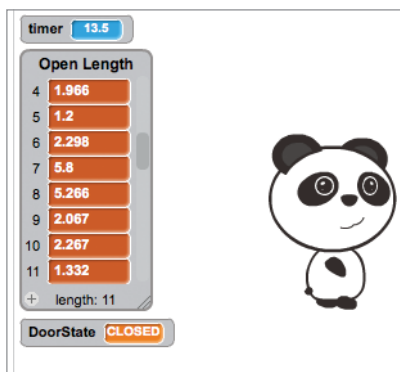 timer 13.5
Open Length
4 1.966
5 1.2
6 2.298
7 5.8
8 5.266
9 2.067
10 2.267
11 1.332
+ length: 11
DoorState CLOSED